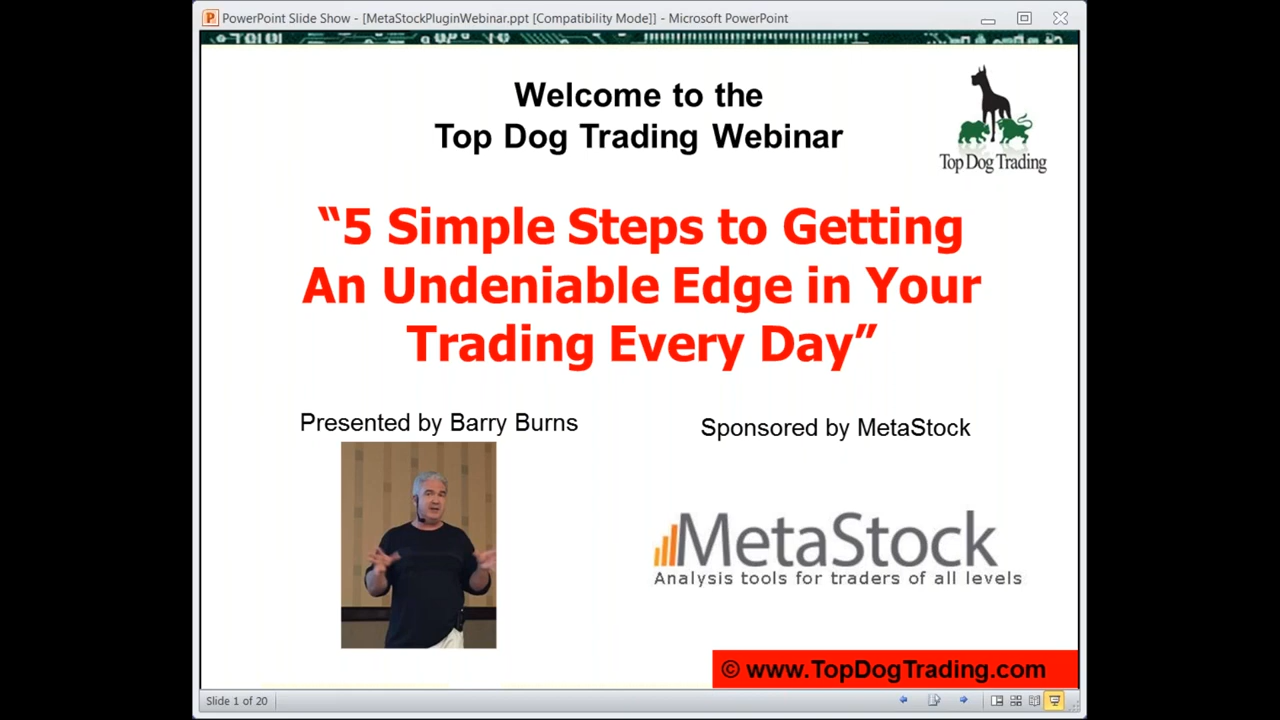 PowerPoint Slide Show - [MetaStockPluginWebinar.ppt [Compatibility Mode]] - Microsoft PowerPoint
Welcome to the
Top Dog Trading Webinar
Top Dog Trading
“5 Simple Steps to Getting
An Undeniable Edge in Your
Trading Every Day”
Presented by Barry Burns
Sponsored by MetaStock
MetaStock
Analysis tools for traders of all levels
© www.TopDogTrading.com
Slide 1 of 20